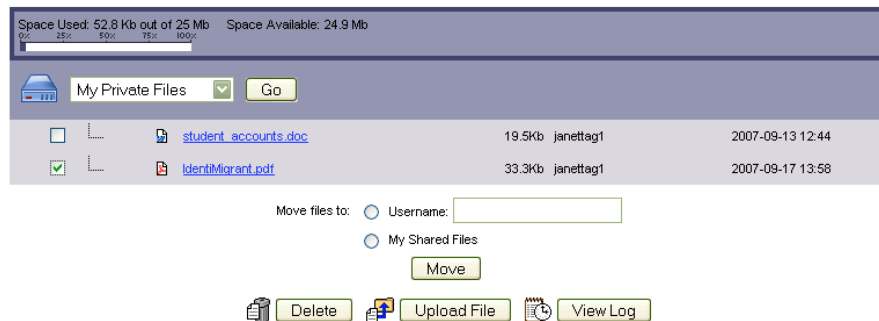 Space Used: 52.8 Kb out of 25 Mb Space Available: 24.9 Mb
0% 25% 50% 75% 100%
My Private Files Go
student_accounts.doc 19.5Kb janettag1 2007-09-13 12:44
IdentiMigrant.pdf 33.3Kb janettag1 2007-09-17 13:58
Move files to: Username:
My Shared Files
Move
Delete Upload File View Log